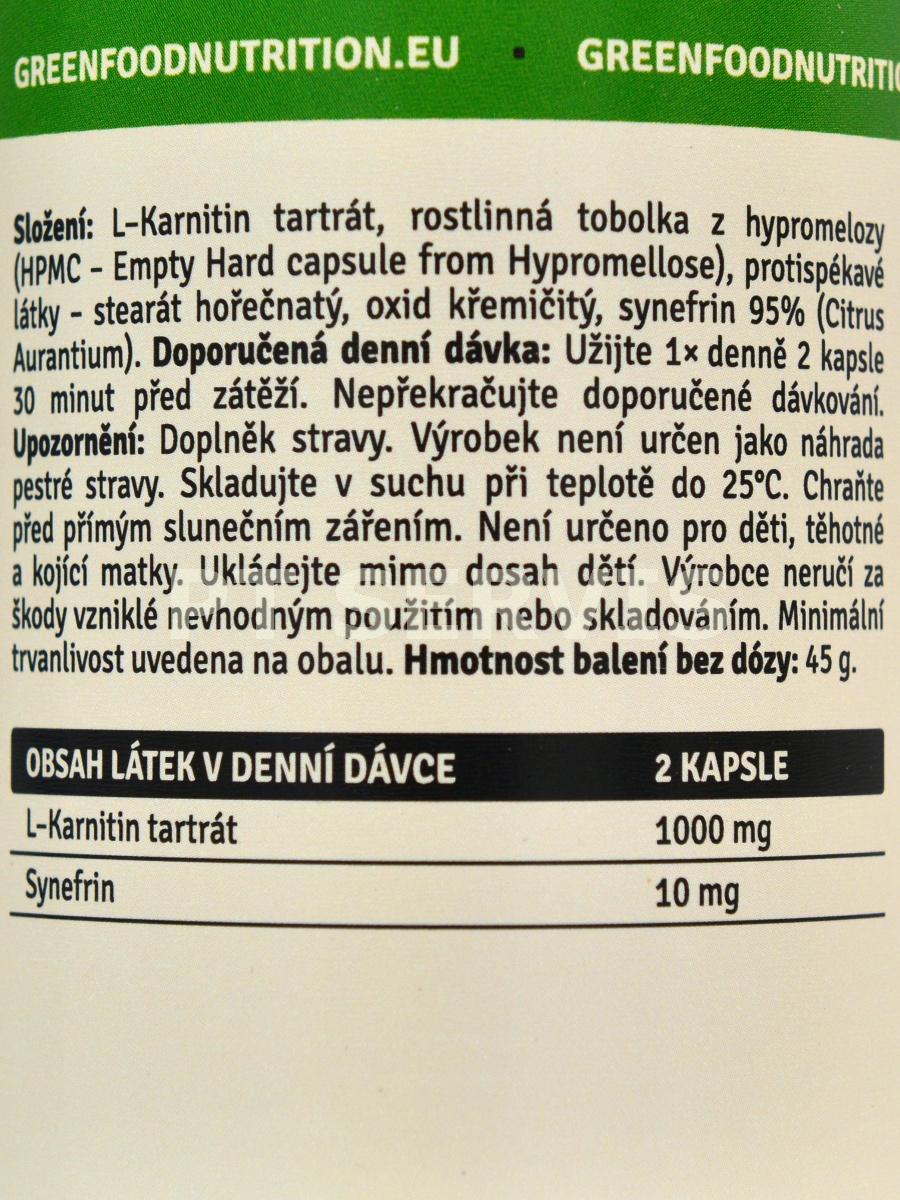 GREENFOODNUTRITION.EU · GREENFOODNUTRITIO
Složení: L-Karnitin tartrát, rostlinná tobolka z hypromelozy
(HPMC - Empty Hard capsule from Hypromellose), protispékavé
látky - stearát hořečnatý, oxid křemičitý, synefrin 95% (Citrus
Aurantium). Doporučená denní dávka: Užijte 1× denně 2 kapsle
30 minut před zátěží. Nepřekračujte doporučené dávkování.
Upozornění: Doplněk stravy. Výrobek není určen jako náhrada
pestré stravy. Skladujte v suchu při teplotě do 25°C. Chraňte
před přímým slunečním zářením. Není určeno pro děti, těhotné
a kojící matky. Ukládejte mimo dosah dětí. Výrobce neručí za
škody vzniklé nevhodným použitím nebo skladováním. Minimální
trvanlivost uvedena na obalu. Hmotnost balení bez dózy: 45 g.
OBSAH LÁTEK V DENNÍ DÁVCE 2 KAPSLE
L-Karnitin tartrát 1000 mg
Synefrin 10 mg